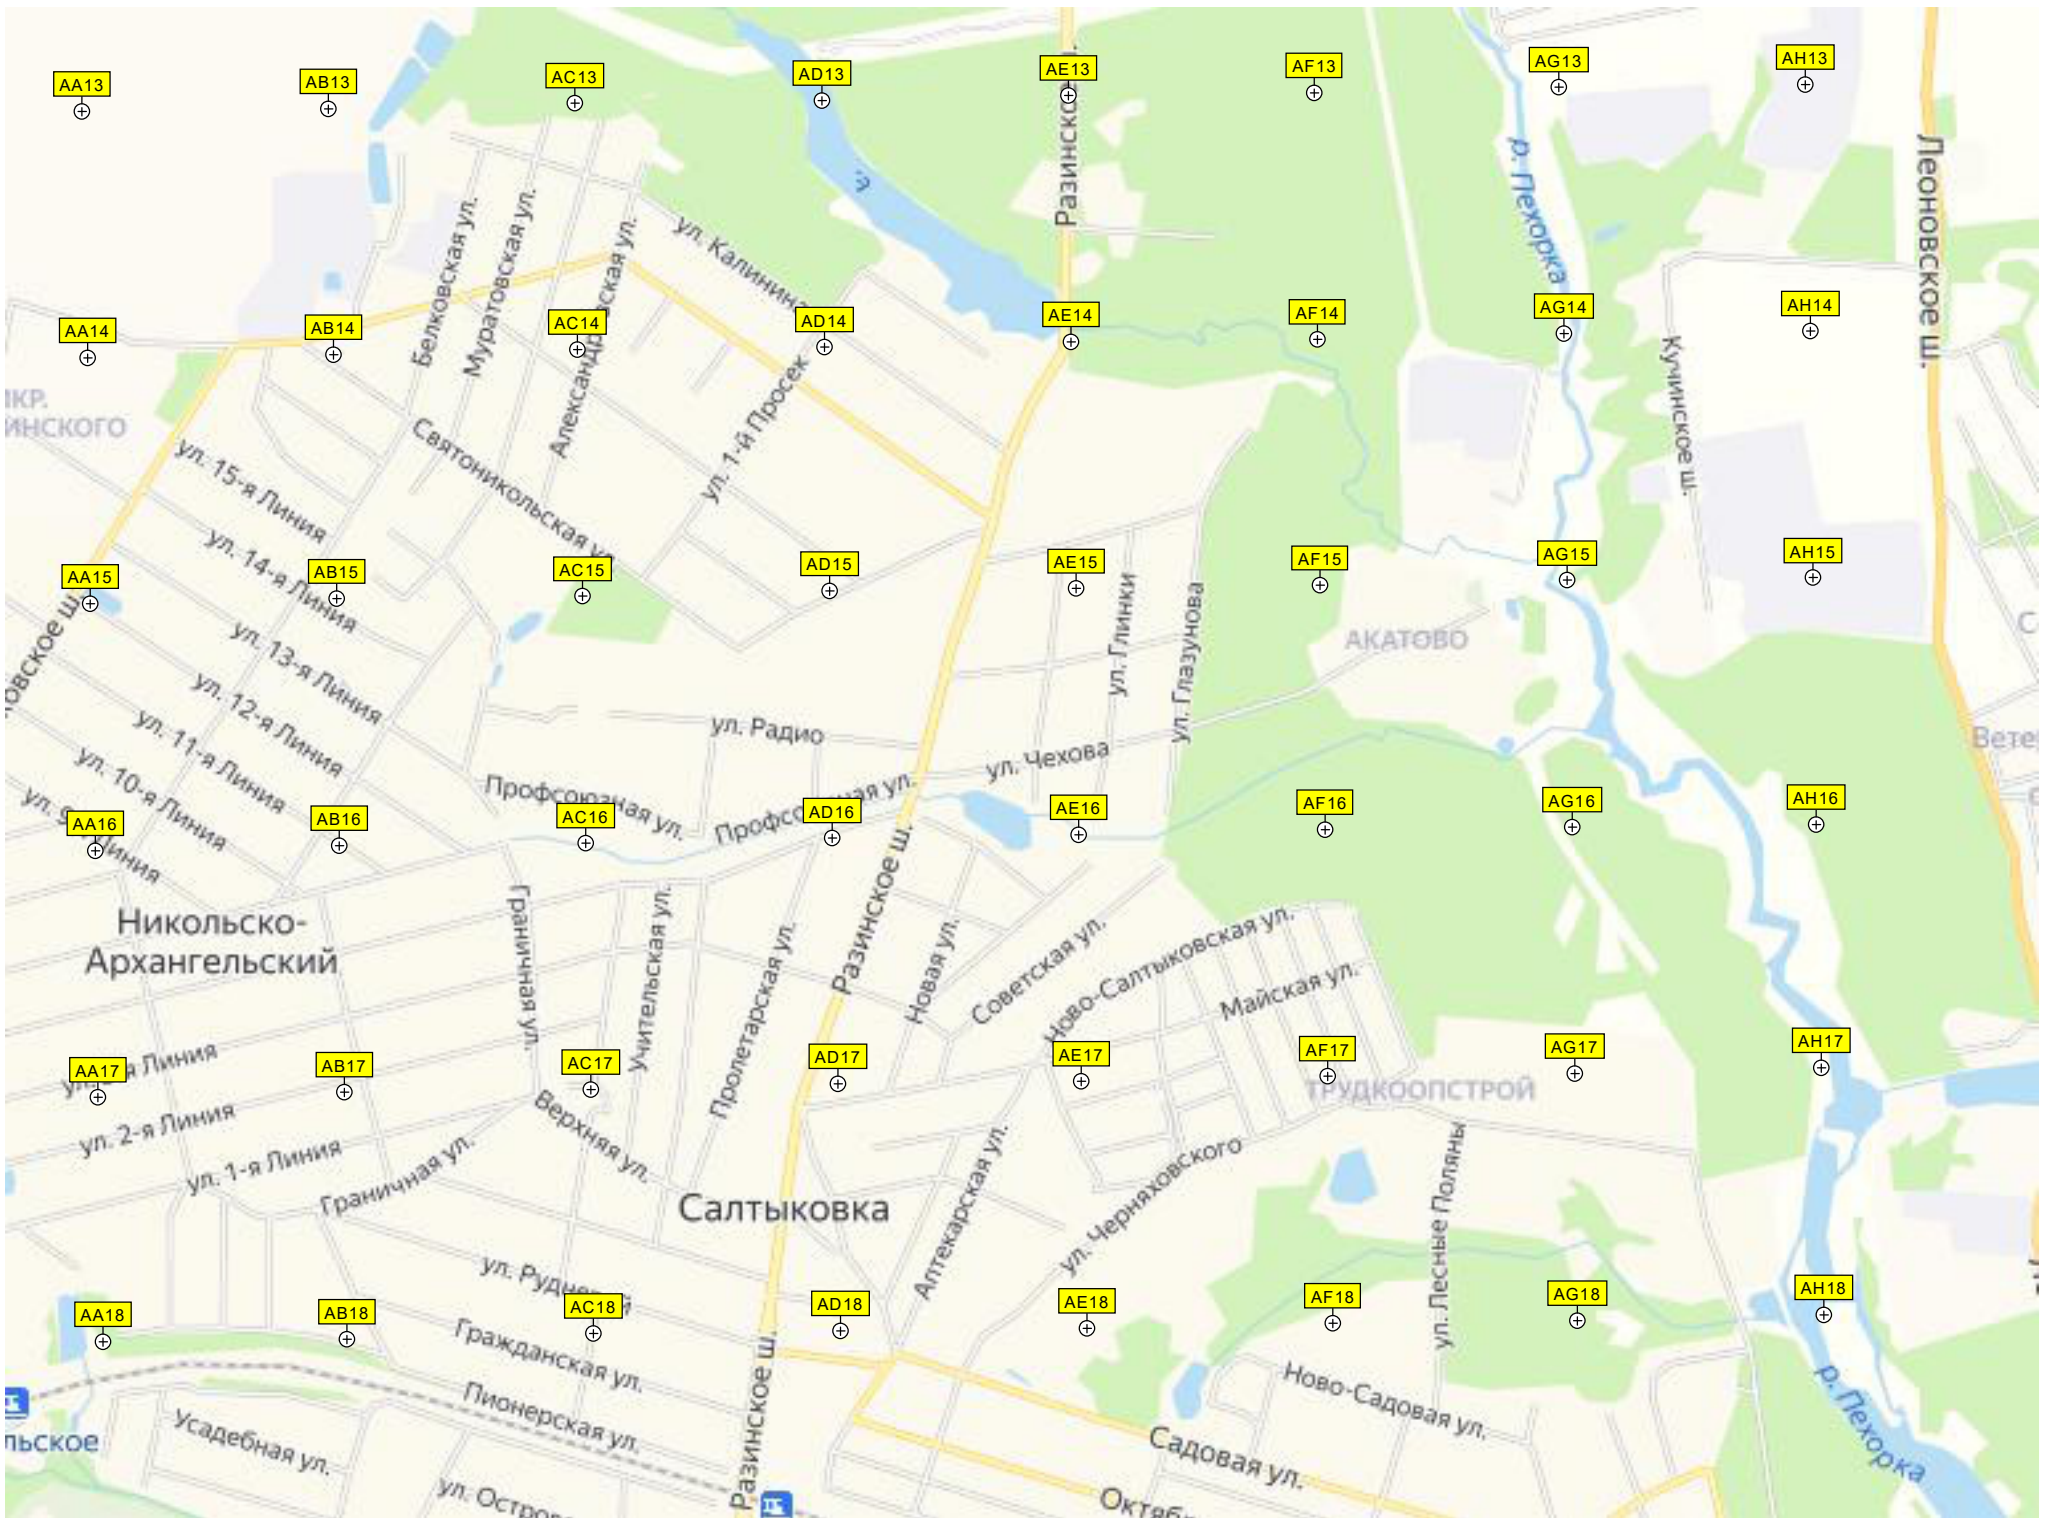 AA13
AB13
AC13
AD13
AE13
AF13
AG13
AH13
р. Пехорка
Леоновское ш.
Белковская ул.
Муратовская ул.
ул. Калинина
AA14
AB14
AC14
AD14
AE14
AF14
AG14
AH14
Кучинское ш.
ул. 1-й Просек
Святоникольская ул.
ул. 15-я Линия
ул. 14-я Линия
AA15
AB15
AC15
AD15
AE15
AF15
AG15
AH15
ул. Глинки
ул. Глазунова
АКАТОВО
ул. 13-я Линия
ул. 12-я Линия
ул. 11-я Линия
ул. 10-я Линия
ул. Радио
ул. Чехова
Профсоюзная ул.
AA16
AB16
AC16
AD16
AE16
AF16
AG16
AH16
Разинское ш.
Никольско-
Архангельский
Граничная ул.
Учительская ул.
Пролетарская ул.
Новая ул.
Советская ул.
Ново-Салтыковская ул.
Майская ул.
AA17
AB17
AC17
AD17
AE17
AF17
AG17
AH17
ТРУДКООПСТРОЙ
ул. 2-я Линия
ул. 1-я Линия
Граничная ул.
Верхняя ул.
Салтыковка
Аптекарская ул.
ул. Черняховского
ул. Лесные Поляны
AA18
AB18
AC18
AD18
AE18
AF18
AG18
AH18
Гражданская ул.
Пионерская ул.
Разинское ш.
Усадебная ул.
Ново-Садовая ул.
Садовая ул.
р. Пехорка